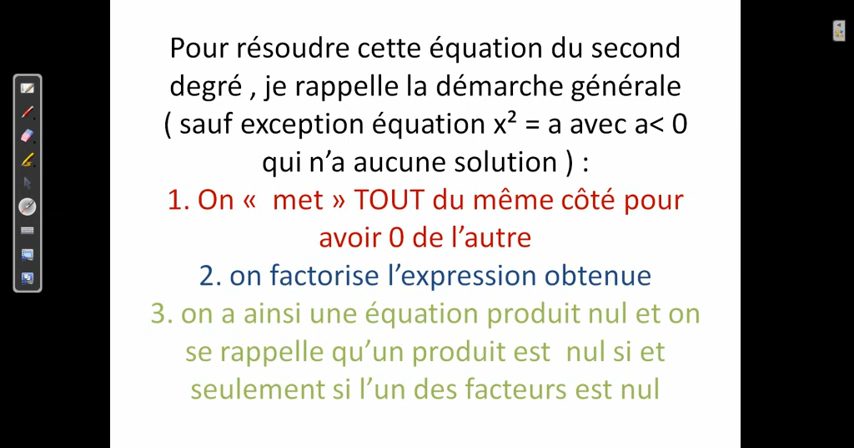 Pour résoudre cette équation du second
degré , je rappelle la démarche générale
( sauf exception équation x² = a avec a< 0
qui n’a aucune solution ) :
1. On «  met » TOUT du même côté pour
avoir 0 de l’autre
2. on factorise l’expression obtenue
3. on a ainsi une équation produit nul et on
se rappelle qu’un produit est  nul si et
seulement si l’un des facteurs est nul